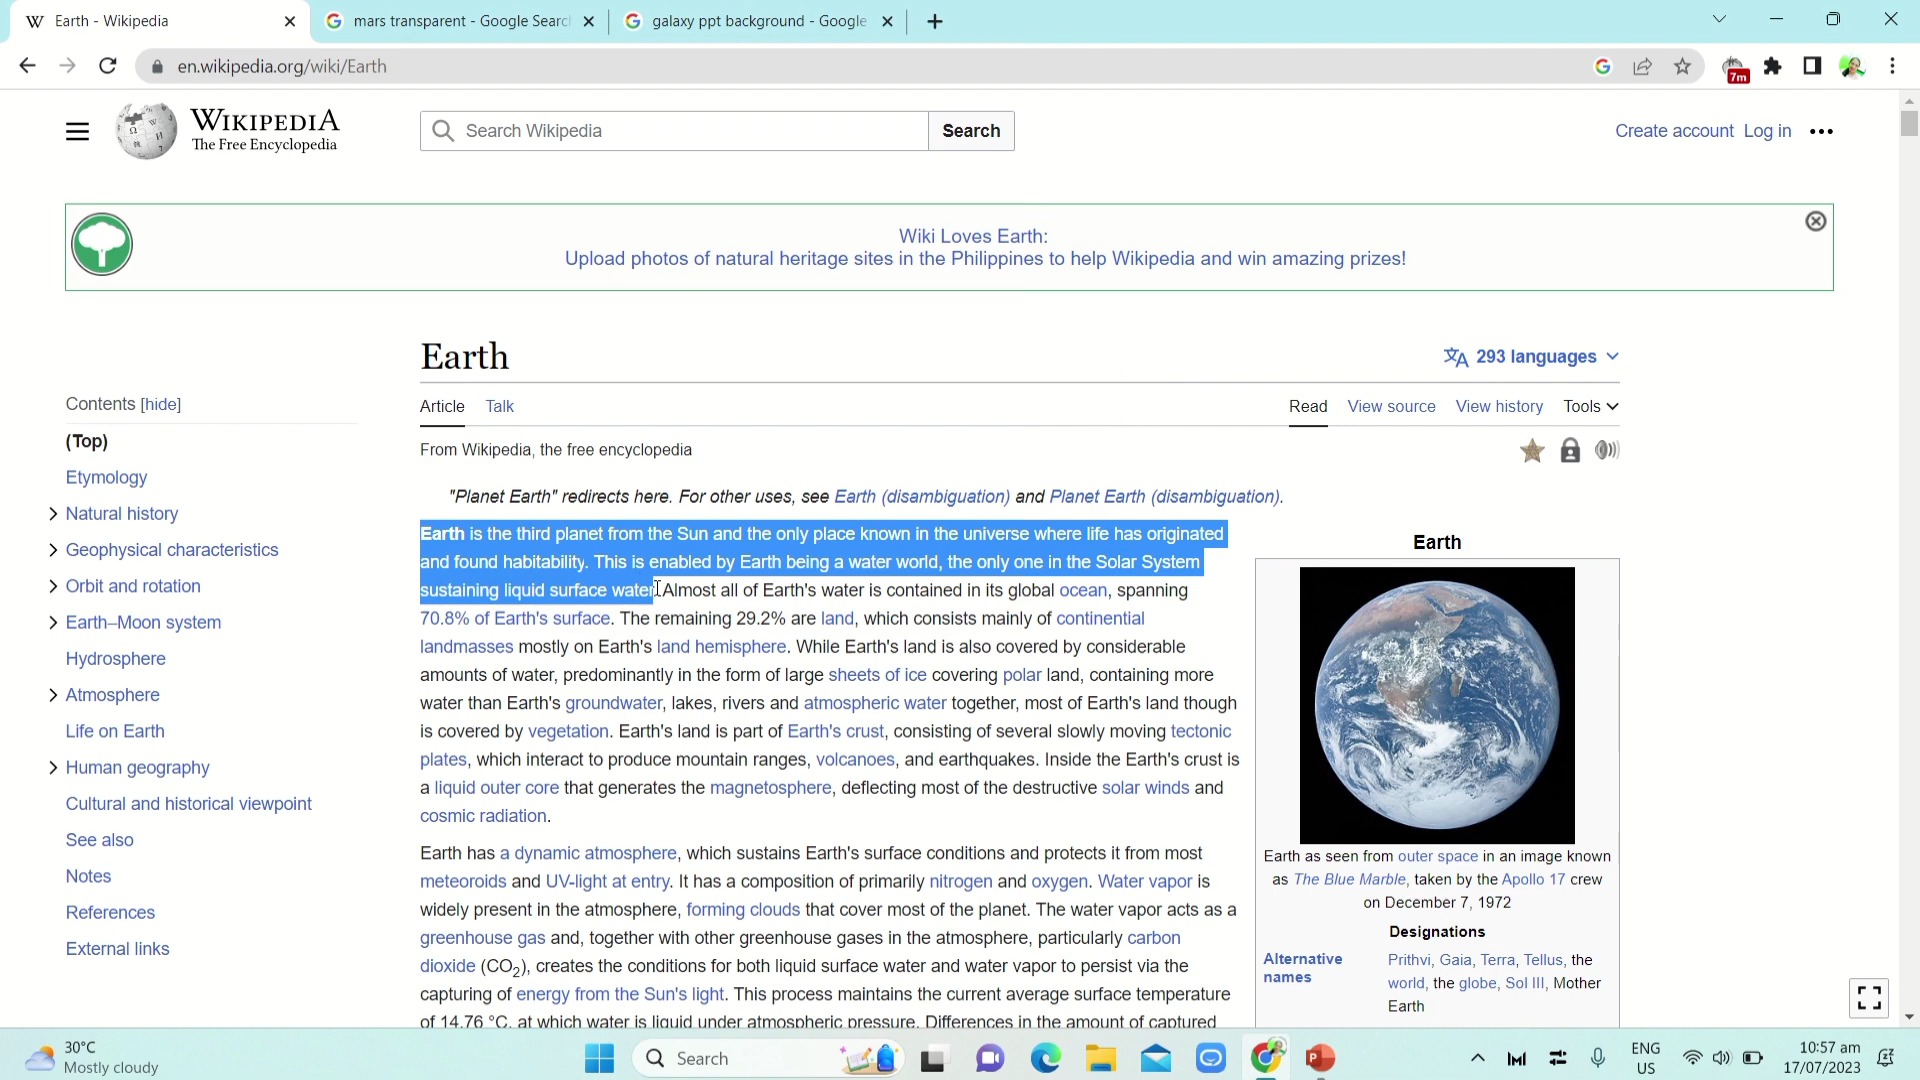 Earth - Wikipedia
mars transparent - Google Searc
galaxy ppt background - Google
en.wikipedia.org/wiki/Earth
7m
WIKIPEDIA
The Free Encyclopedia
Search Wikipedia
Search
Create account Log in
Wiki Loves Earth:
Upload photos of natural heritage sites in the Philippines to help Wikipedia and win amazing prizes!
Earth
293 languages
Article Talk
Read View source View history Tools
From Wikipedia, the free encyclopedia
Contents [hide]
(Top)
Etymology
Natural history
Geophysical characteristics
Orbit and rotation
Earth–Moon system
Hydrosphere
Atmosphere
Life on Earth
Human geography
Cultural and historical viewpoint
See also
Notes
References
External links
"Planet Earth" redirects here. For other uses, see Earth (disambiguation) and Planet Earth (disambiguation).
Earth is the third planet from the Sun and the only place known in the universe where life has originated
and found habitability. This is enabled by Earth being a water world, the only one in the Solar System
sustaining liquid surface water. Almost all of Earth's water is contained in its global ocean, spanning
70.8% of Earth's surface. The remaining 29.2% are land, which consists mainly of continential
landmasses mostly on Earth's land hemisphere. While Earth's land is also covered by considerable
amounts of water, predominantly in the form of large sheets of ice covering polar land, containing more
water than Earth's groundwater, lakes, rivers and atmospheric water together, most of Earth's land though
is covered by vegetation. Earth's land is part of Earth's crust, consisting of several slowly moving tectonic
plates, which interact to produce mountain ranges, volcanoes, and earthquakes. Inside the Earth's crust is
a liquid outer core that generates the magnetosphere, deflecting most of the destructive solar winds and
cosmic radiation.
Earth has a dynamic atmosphere, which sustains Earth's surface conditions and protects it from most
meteoroids and UV-light at entry. It has a composition of primarily nitrogen and oxygen. Water vapor is
widely present in the atmosphere, forming clouds that cover most of the planet. The water vapor acts as a
greenhouse gas and, together with other greenhouse gases in the atmosphere, particularly carbon
dioxide (CO2), creates the conditions for both liquid surface water and water vapor to persist via the
capturing of energy from the Sun's light. This process maintains the current average surface temperature
of 14.76 °C, at which water is liquid under atmospheric pressure. Differences in the amount of captured
Earth
Earth as seen from outer space in an image known
as The Blue Marble, taken by the Apollo 17 crew
on December 7, 1972
Designations
Alternative
names
Prithvi, Gaia, Terra, Tellus, the
world, the globe, Sol III, Mother
Earth
30°C
Mostly cloudy
Search
ENG
US
10:57 am
17/07/2023